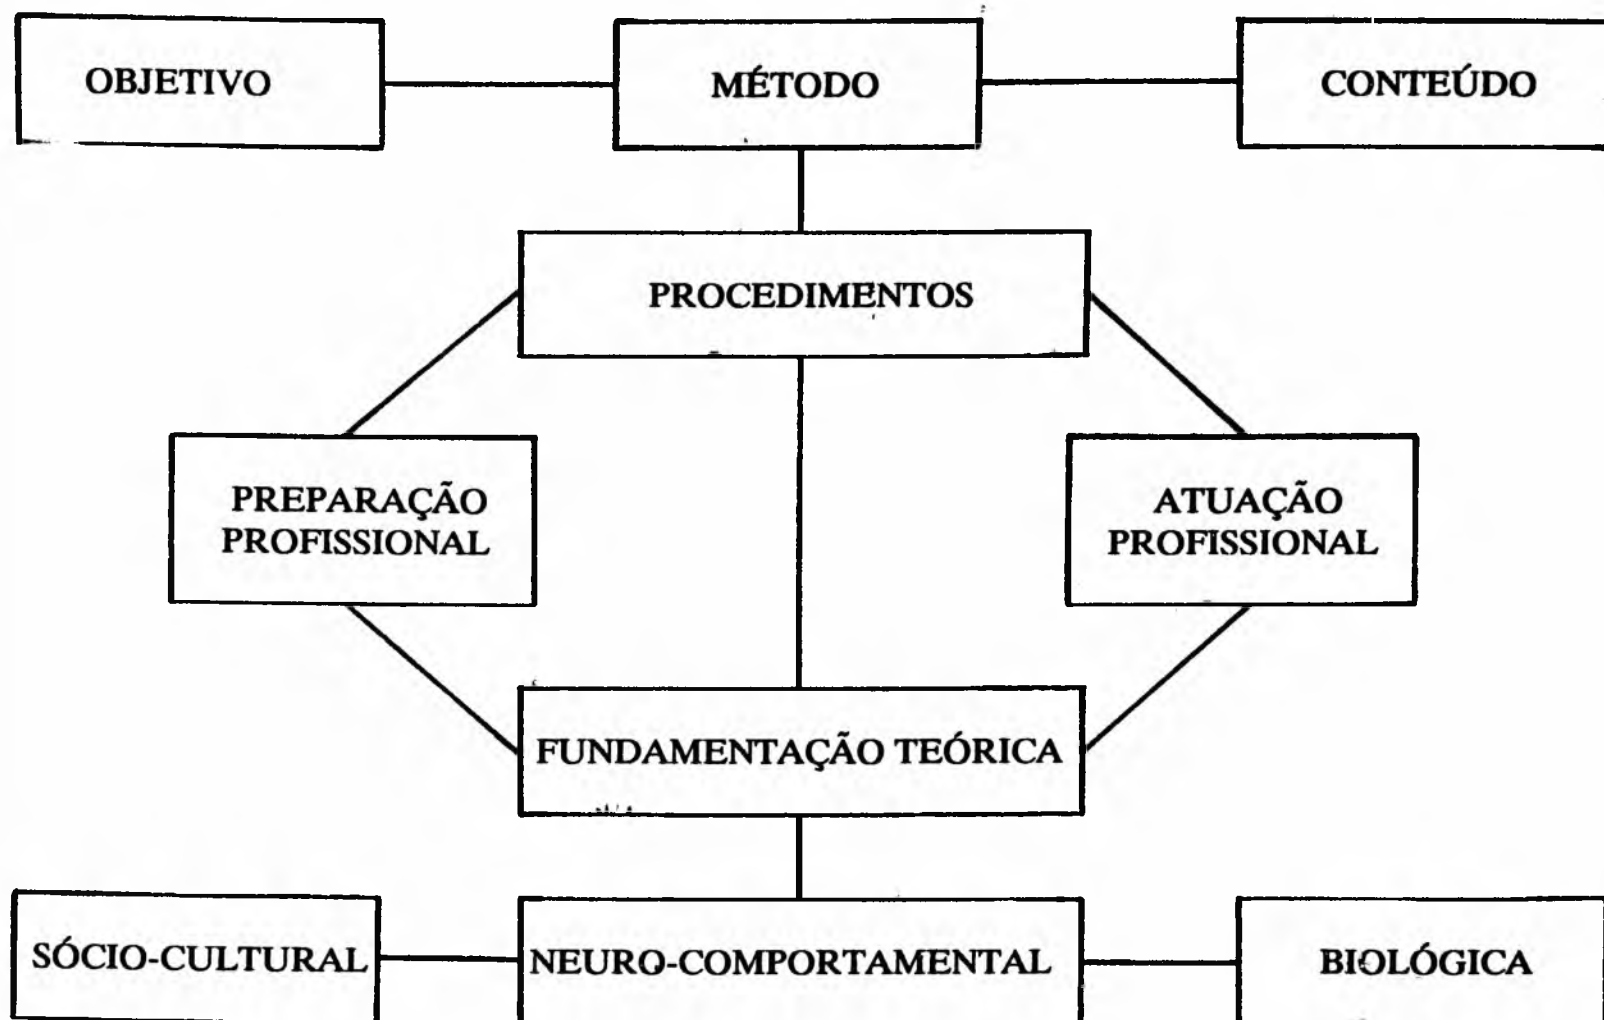 OBJETIVO
MÉTODO
CONTEÚDO
PROCEDIMENTOS
PREPARAÇÃO
PROFISSIONAL
ATUAÇÃO
PROFISSIONAL
FUNDAMENTAÇÃO TEÓRICA
SÓCIO-CULTURAL
NEURO-COMPORTAMENTAL
BIOLÓGICA